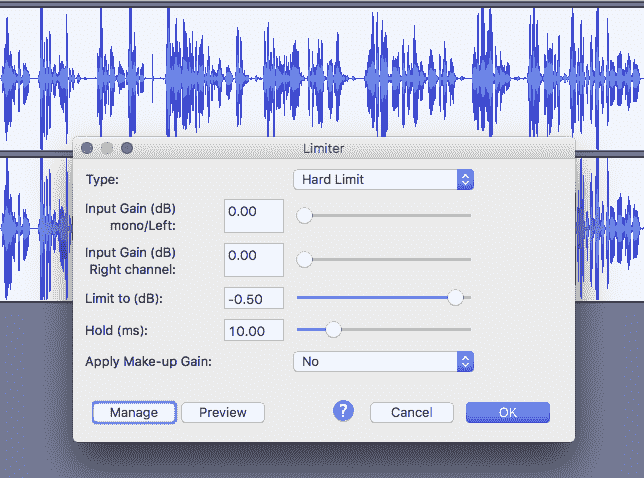 Limiter
Type: Hard Limit
Input Gain (dB)
mono/Left: 0.00
Input Gain (dB)
Right channel: 0.00
Limit to (dB): -0.50
Hold (ms): 10.00
Apply Make-up Gain: No
Manage Preview ? Cancel OK